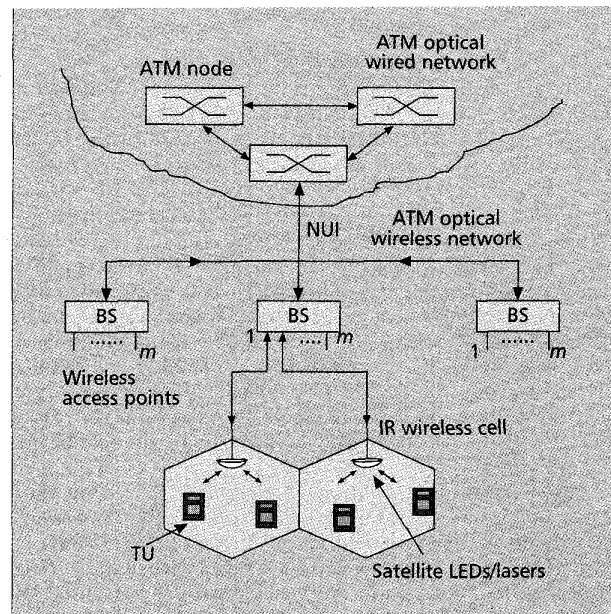 ATM optical
wired network
ATM node
NUI
ATM optical
wireless network
BS
BS
BS
...... m
1 .... m
1 ...... m
Wireless
access points
IR wireless cell
TU
Satellite LEDs/lasers